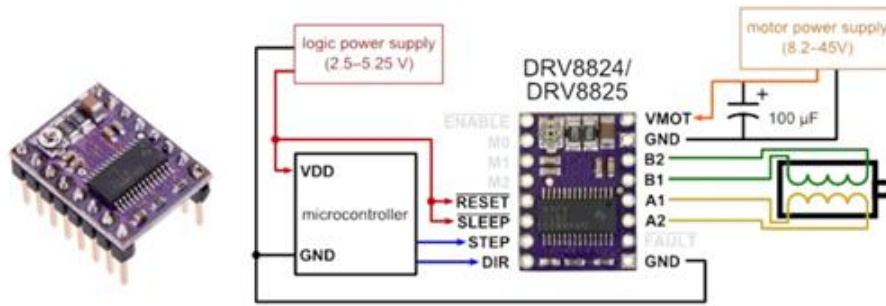 logic power supply
(2.5–5.25 V)
motor power supply
(8.2–45V)
DRV8824/
DRV8825
ENABLE
M0
M1
M2
RESET
SLEEP
STEP
DIR
VMOT
GND
B2
B1
A1
A2
FAULT
GND
+
100 µF
VDD
microcontroller
GND